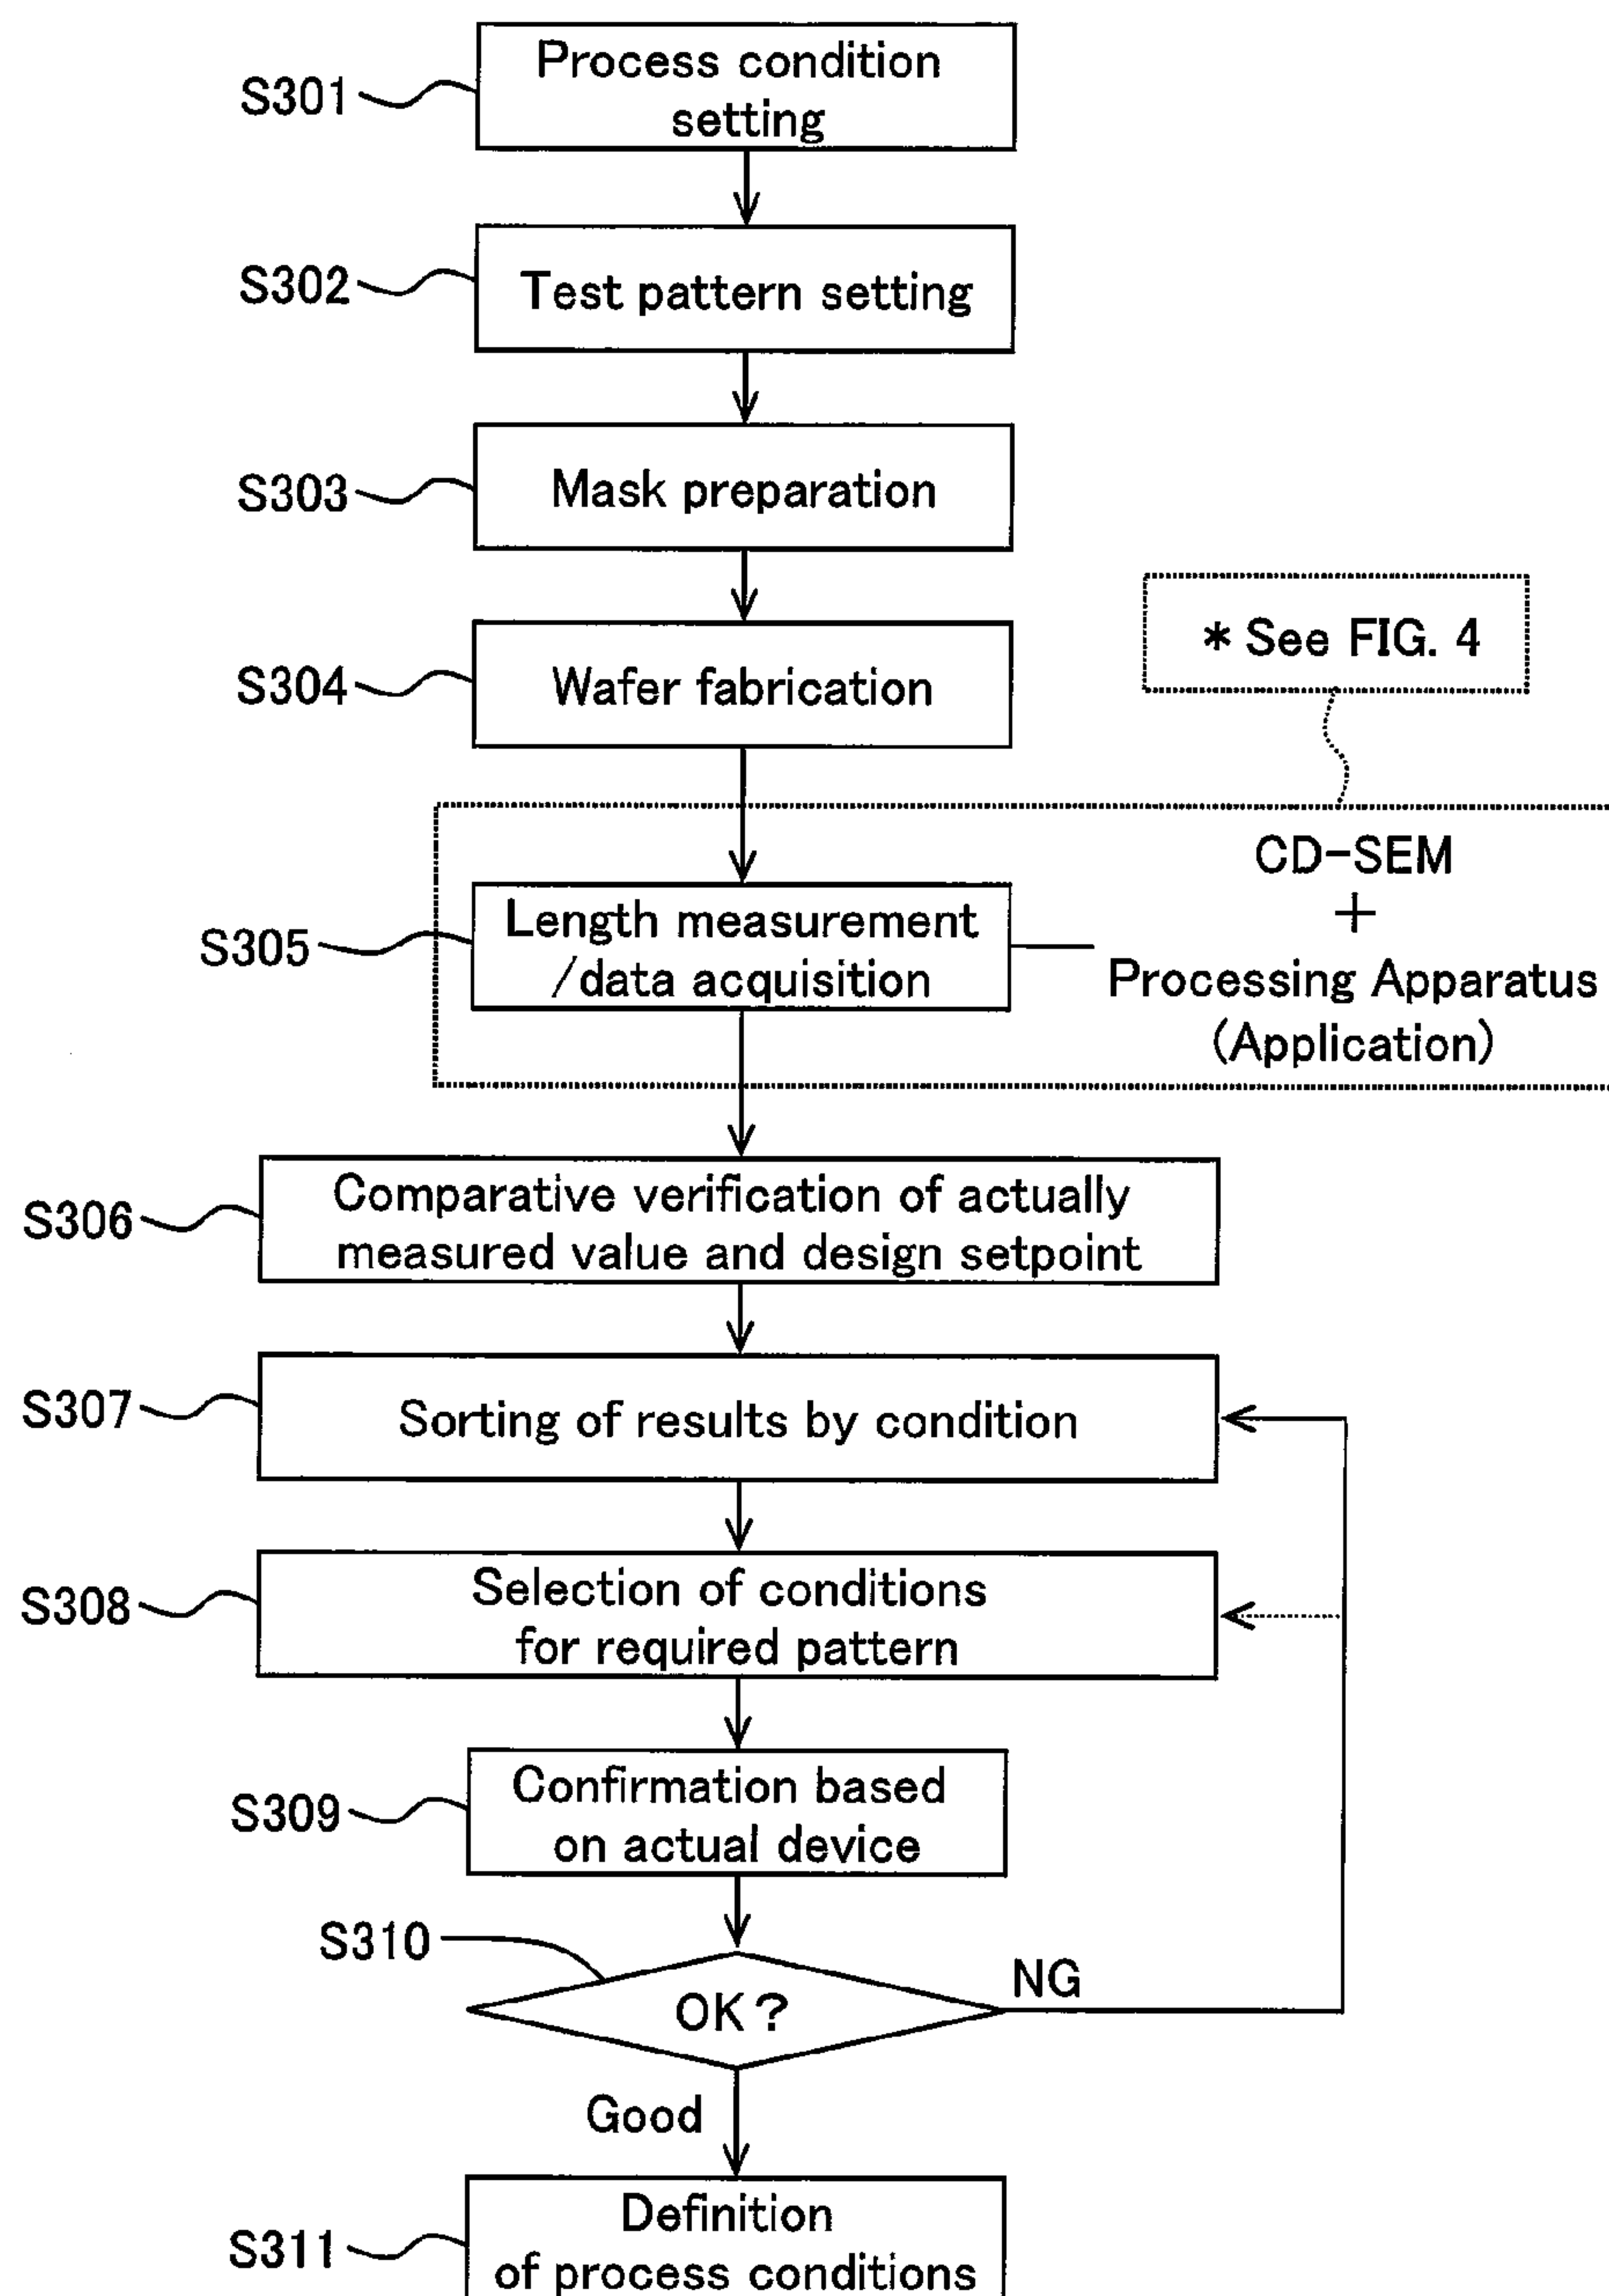 S301
Process condition
setting
S302
Test pattern setting
S303
Mask preparation
* See FIG. 4
S304
Wafer fabrication
CD-SEM
+
Processing Apparatus
(Application)
S305
Length measurement
/data acquisition
S306
Comparative verification of actually
measured value and design setpoint
S307
Sorting of results by condition
S308
Selection of conditions
for required pattern
S309
Confirmation based
on actual device
S310
OK?
NG
Good
S311
Definition
of process conditions